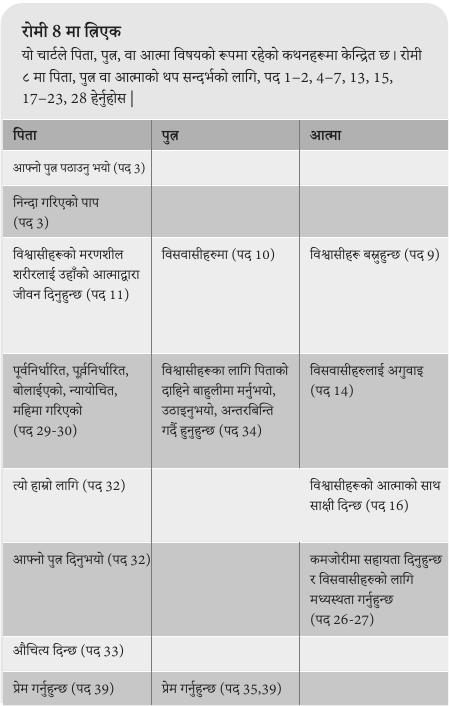 रोमी 8 मा त्रिएक
यो चार्टले पिता, पुत्र, वा आत्मा विषयको रूपमा रहेको कथनहरूमा केन्द्रित छ। रोमी
८ मा पिता, पुत्र वा आत्माको थप सन्दर्भको लागि, पद 1–2, 4–7, 13, 15,
17–23, 28 हेर्नुहोस |
पिता
पुत्र
आत्मा
आफ्नो पुत्र पठाउनु भयो (पद 3)
निन्दा गरिएको पाप
(पद 3)
विश्वासीहरूको मरणशील
शरीरलाई उहाँको आत्माद्वारा
जीवन दिनुहुन्छ (पद 11)
विसवासीहरुमा (पद 10)
विश्वासीहरू बस्नुहुन्छ (पद 9)
पूर्वनिर्धारित, पूर्वनिर्धारित,
बोलाईएको, न्यायोचित,
महिमा गरिएको
(पद 29-30)
विश्वासीहरूका लागि पिताको
दाहिने बाहुलीमा मर्नुभयो,
उठाइनुभयो, अन्तरबिन्ति
गर्दै हुनुहुन्छ (पद 34)
विसवासीहरुलाई अगुवाइ
(पद 14)
त्यो हाम्रो लागि (पद 32)
विश्वासीहरूको आत्माको साथ
साक्षी दिन्छ (पद 16)
आफ्नो पुत्र दिनुभयो (पद 32)
कमजोरीमा सहायता दिनुहुन्छ
र विसवासीहरुको लागि
मध्यस्थता गर्नुहुन्छ
(पद 26-27)
औचित्य दिन्छ (पद 33)
प्रेम गर्नुहुन्छ (पद 39)
प्रेम गर्नुहुन्छ (पद 35,39)